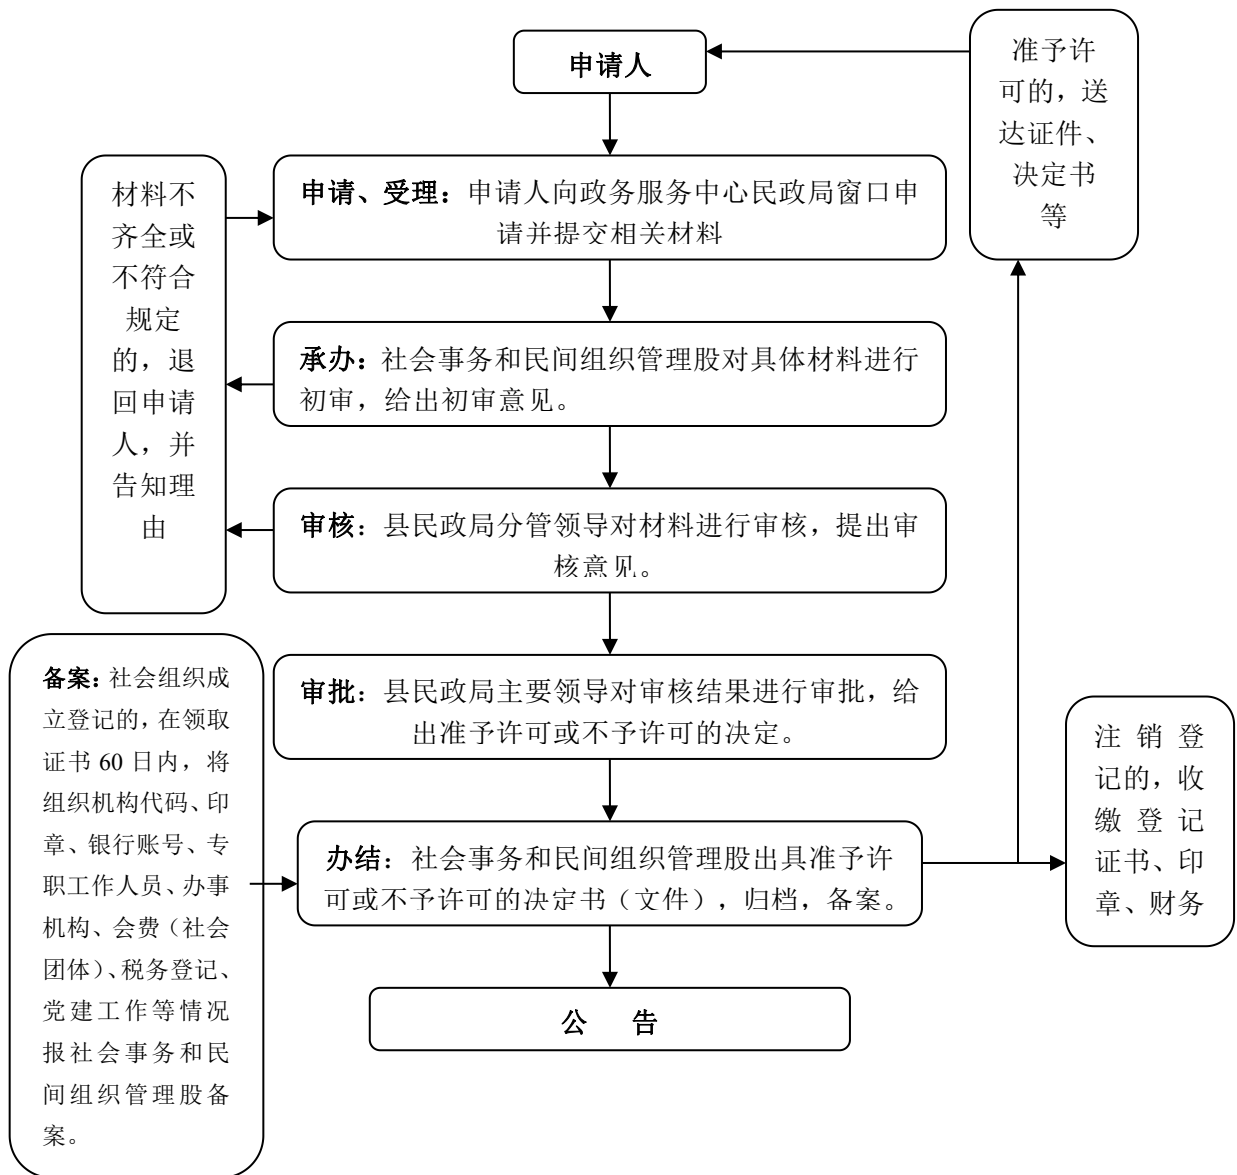 申请人
准予许
可的，送
达证件、
决定书
等
材料不
齐全或
不符合
规定
的，退
回申请
人，并
告知理
由
申请、受理：申请人向政务服务中心民政局窗口申
请并提交相关材料
承办：社会事务和民间组织管理股对具体材料进行
初审，给出初审意见。
审核：县民政局分管领导对材料进行审核，提出审
核意见。
审批：县民政局主要领导对审核结果进行审批，给
出准予许可或不予许可的决定。
备案：社会组织成
立登记的，在领取
证书 60 日内，将
组织机构代码、印
章、银行账号、专
职工作人员、办事
机构、会费（社会
团体）、税务登记、
党建工作等情况
报社会事务和民
间组织管理股备
案。
办结：社会事务和民间组织管理股出具准予许
可或不予许可的决定书（文件），归档，备案。
注销登
记的，收
缴登记
证书、印
章、财务
公 告